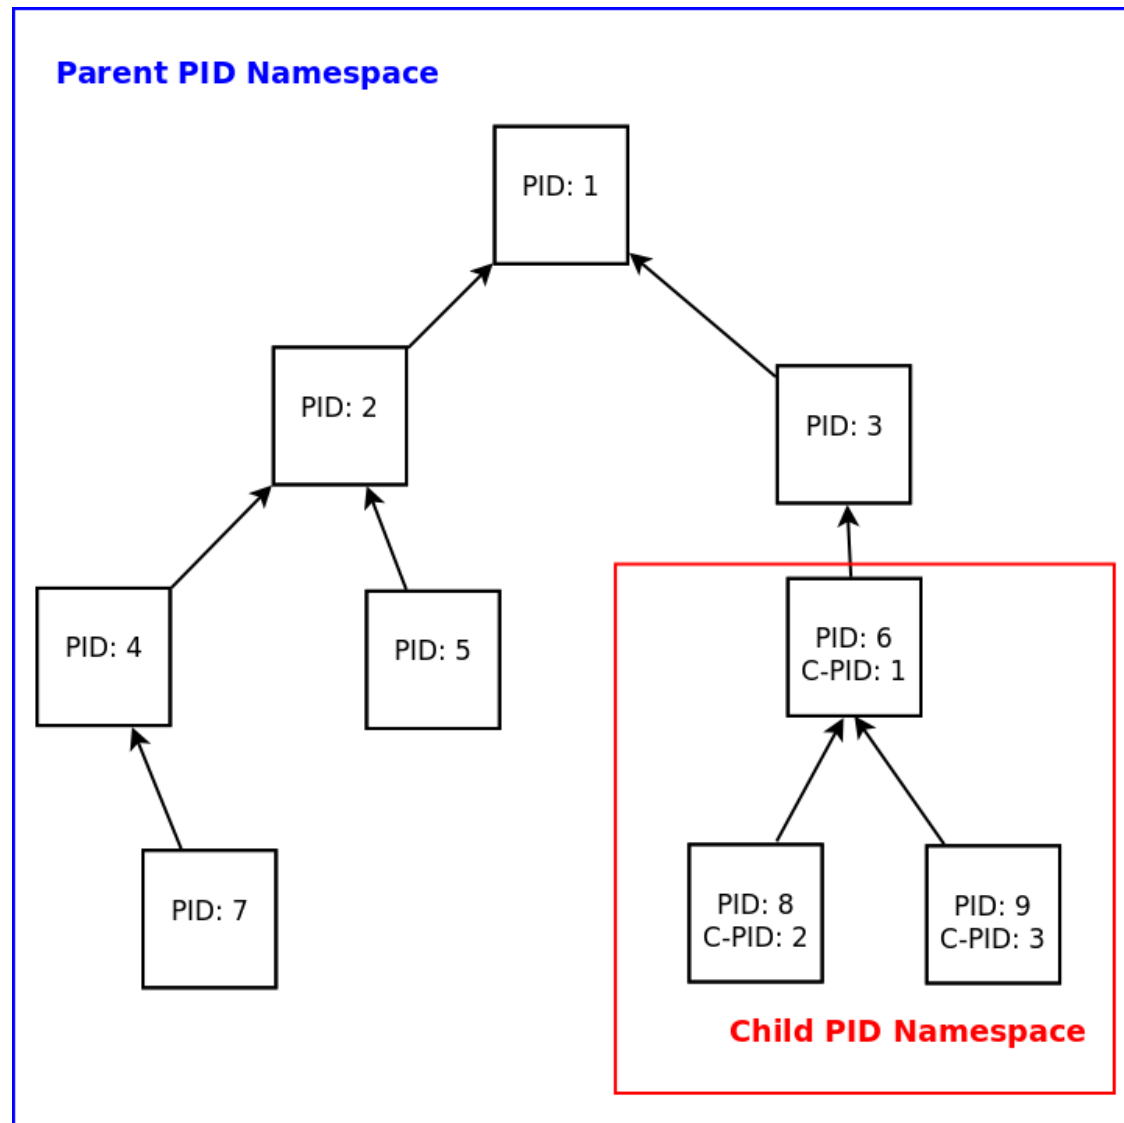 Parent PID Namespace
PID: 1
PID: 2
PID: 3
PID: 4
PID: 5
PID: 6
C-PID: 1
PID: 7
PID: 8
C-PID: 2
PID: 9
C-PID: 3
Child PID Namespace